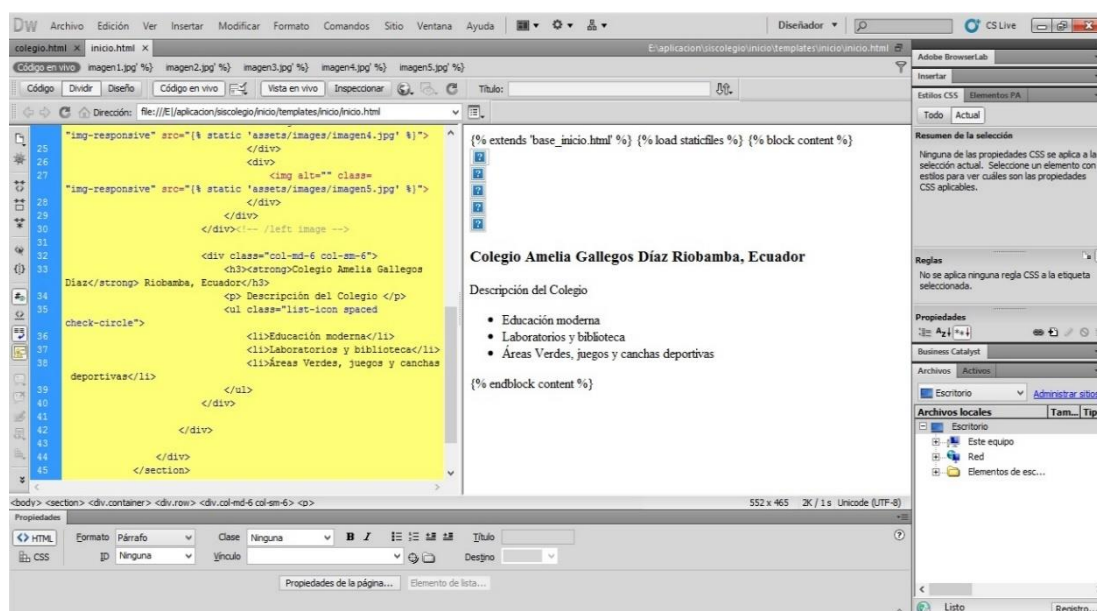 DW Archivo Edición Ver Insertar Modificar Formato Comandos Sitio Ventana Ayuda Diseñador CS Live
colegio.html inicio.html E:\aplicacion\siscolegio\inicio\templates\inicio\inicio.html
Código en vivo imagen1.jpg' %} imagen2.jpg' %} imagen3.jpg' %} imagen4.jpg' %} imagen5.jpg' %}
Código Dividir Diseño Código en vivo Vista en vivo Inspeccionar Título:
Dirección: file:///E|/aplicacion/siscolegio/inicio/templates/inicio/inicio.html
"img-responsive" src="{% static 'assets/images/imagen4.jpg' %}">
25 </div>
26 <div>
27 <img alt="" class=
"img-responsive" src="{% static 'assets/images/imagen5.jpg' %}">
28 </div>
29 </div>
30 </div><!-- /left image -->
31
32 <div class="col-md-6 col-sm-6">
33 <h3><strong>Colegio Amelia Gallegos
Díaz</strong> Riobamba, Ecuador</h3>
34 <p> Descripción del Colegio </p>
35 <ul class="list-icon spaced
check-circle">
36 <li>Educación moderna</li>
37 <li>Laboratorios y biblioteca</li>
38 <li>Áreas Verdes, juegos y canchas
deportivas</li>
39 </ul>
40 </div>
41
42 </div>
43
44 </div>
45 </section>
{% extends 'base_inicio.html' %} {% load staticfiles %} {% block content %}
Colegio Amelia Gallegos Díaz Riobamba, Ecuador
Descripción del Colegio
• Educación moderna
• Laboratorios y biblioteca
• Áreas Verdes, juegos y canchas deportivas
{% endblock content %}
<body> <section> <div.container> <div.row> <div.col-md-6 col-sm-6> <p> 552 x 465 2K / 1 s Unicode (UTF-8)
Propiedades
<> HTML Formato Párrafo Clase Ninguna B I Título
CSS ID Ninguna Vínculo Destino
Propiedades de la página... Elemento de lista...
Adobe BrowserLab
Insertar
Estilos CSS Elementos PA
Todo Actual
Resumen de la selección
Ninguna de las propiedades CSS se aplica a la
selección actual. Seleccione un elemento con
estilos para ver cuáles son las propiedades
CSS aplicables.
Reglas
No se aplica ninguna regla CSS a la etiqueta
seleccionada.
Propiedades
Business Catalyst
Archivos Activos
Escritorio Administrar sitios
Archivos locales Tam... Tip
Escritorio
Este equipo
Red
Elementos de esc...
Listo Registro...